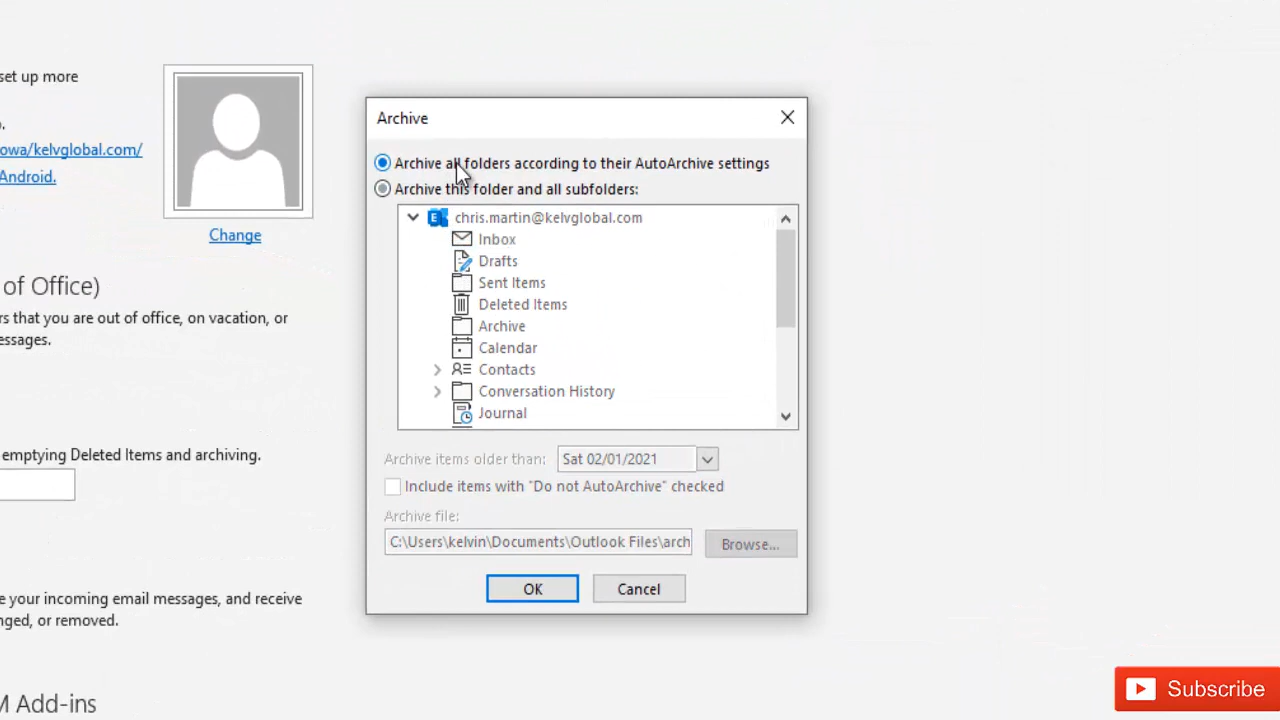 set up more
o.
owa/kelvglobal.com/
Android.
Change
of Office)
rs that you are out of office, on vacation, or
essages.
emptying Deleted Items and archiving.
e your incoming email messages, and receive
nged, or removed.
M Add-ins
Archive
Archive all folders according to their AutoArchive settings
Archive this folder and all subfolders:
chris.martin@kelvglobal.com
Inbox
Drafts
Sent Items
Deleted Items
Archive
Calendar
Contacts
Conversation History
Journal
Archive items older than: Sat 02/01/2021
Include items with "Do not AutoArchive" checked
Archive file:
C:\Users\kelvin\Documents\Outlook Files\arch Browse...
OK Cancel
Subscribe